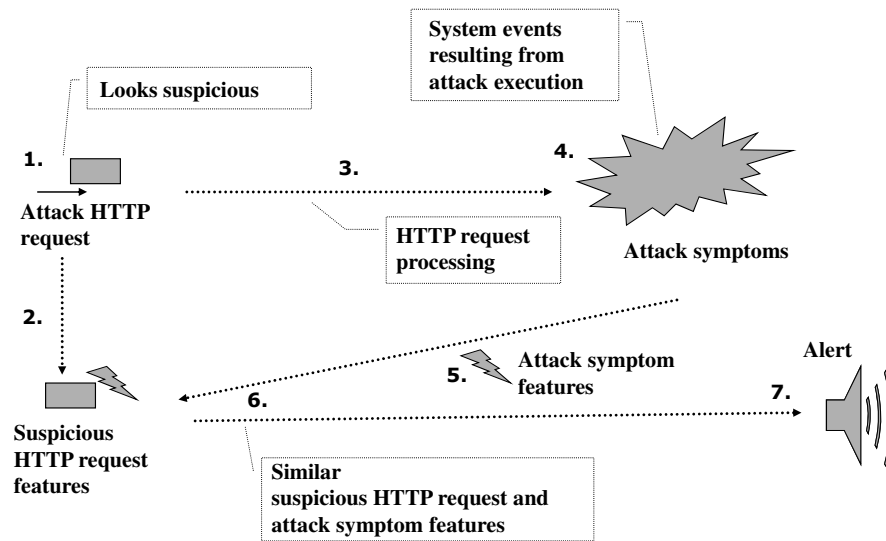 System events
resulting from
attack execution
Looks suspicious
1.
3.
4.
Attack HTTP
request
HTTP request
processing
Attack symptoms
2.
5.
Attack symptom
features
Alert
6.
7.
Suspicious
HTTP request
features
Similar
suspicious HTTP request and
attack symptom features